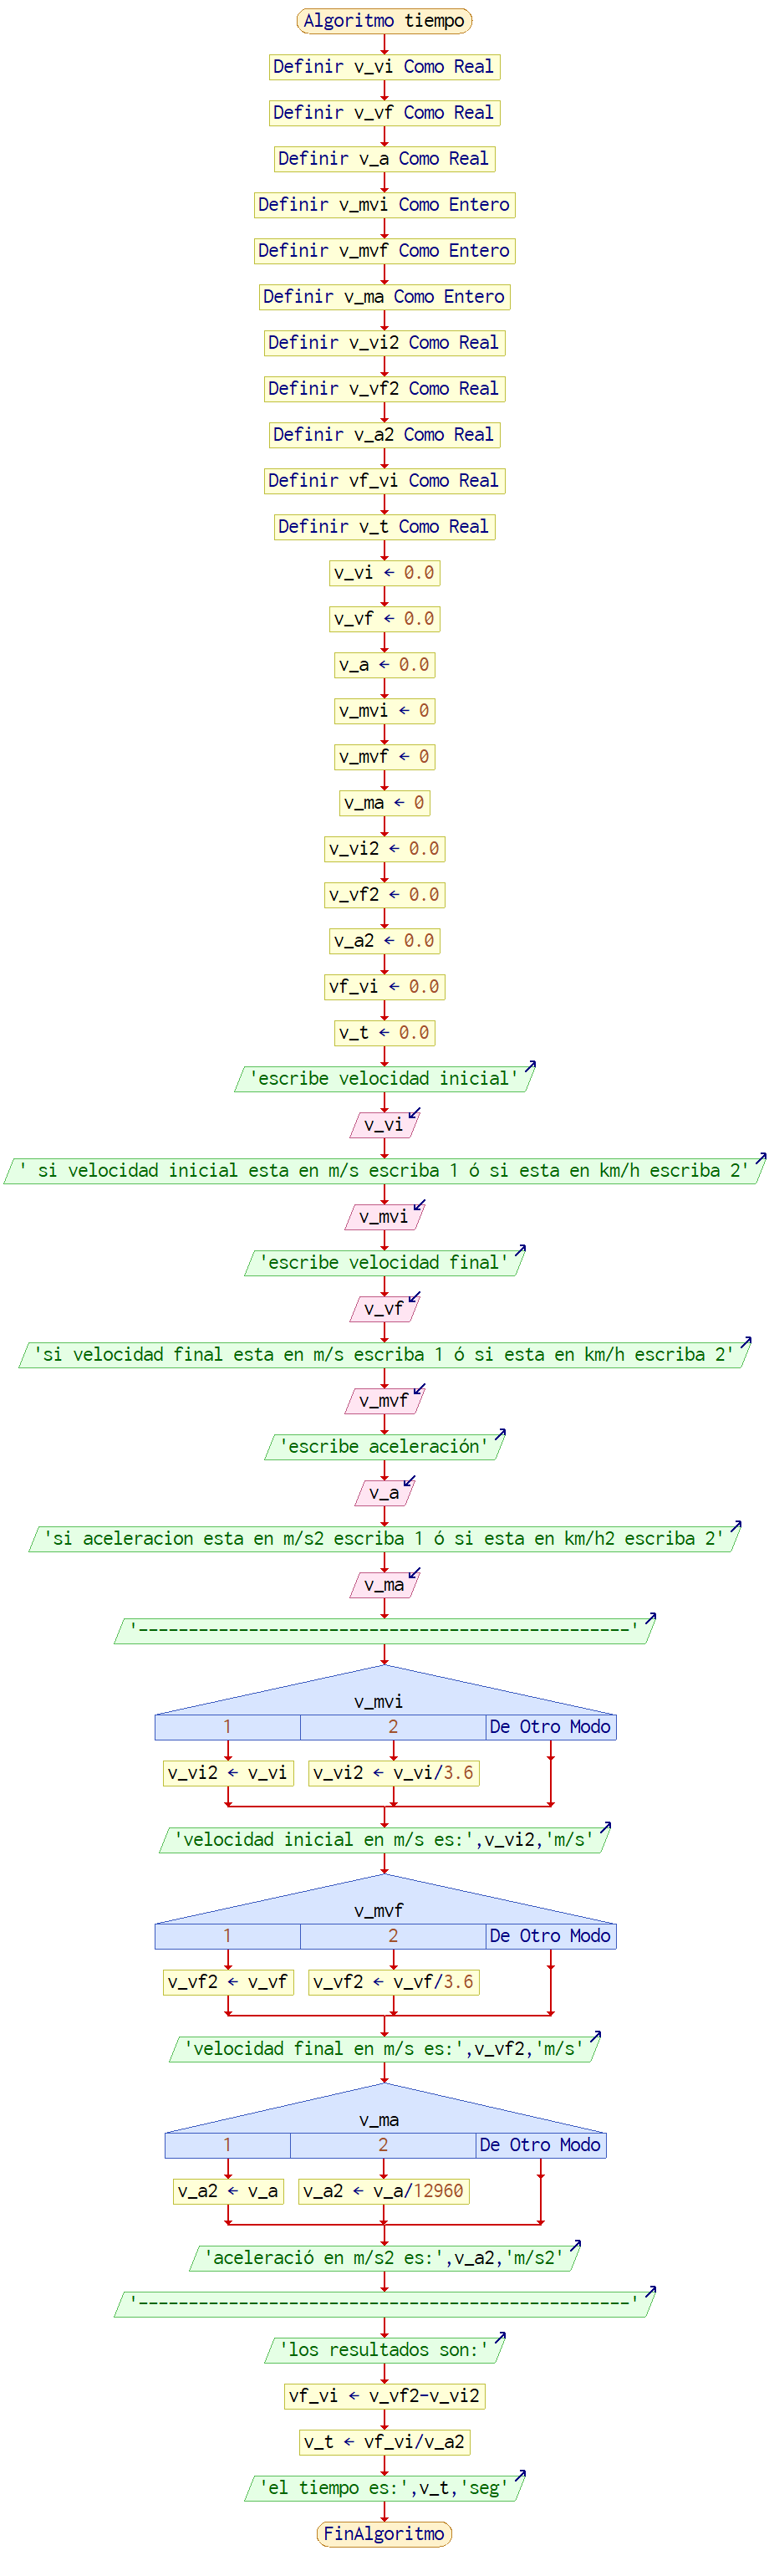 Algoritmo tiempo
Definir v_vi Como Real
Definir v_vf Como Real
Definir v_a Como Real
Definir v_mvi Como Entero
Definir v_mvf Como Entero
Definir v_ma Como Entero
Definir v_vi2 Como Real
Definir v_vf2 Como Real
Definir v_a2 Como Real
Definir vf_vi Como Real
Definir v_t Como Real
v_vi ← 0.0
v_vf ← 0.0
v_a ← 0.0
v_mvi ← 0
v_mvf ← 0
v_ma ← 0
v_vi2 ← 0.0
v_vf2 ← 0.0
v_a2 ← 0.0
vf_vi ← 0.0
v_t ← 0.0
'escribe velocidad inicial'
v_vi
' si velocidad inicial esta en m/s escriba 1 ó si esta en km/h escriba 2'
v_mvi
'escribe velocidad final'
v_vf
'si velocidad final esta en m/s escriba 1 ó si esta en km/h escriba 2'
v_mvf
'escribe aceleración'
v_a
'si aceleracion esta en m/s2 escriba 1 ó si esta en km/h2 escriba 2'
v_ma
'-------------------------------------------------'
v_mvi
1 2 De Otro Modo
v_vi2 ← v_vi v_vi2 ← v_vi/3.6
'velocidad inicial en m/s es:',v_vi2,'m/s'
v_mvf
1 2 De Otro Modo
v_vf2 ← v_vf v_vf2 ← v_vf/3.6
'velocidad final en m/s es:',v_vf2,'m/s'
v_ma
1 2 De Otro Modo
v_a2 ← v_a v_a2 ← v_a/12960
'aceleració en m/s2 es:',v_a2,'m/s2'
'-------------------------------------------------'
'los resultados son:'
vf_vi ← v_vf2-v_vi2
v_t ← vf_vi/v_a2
'el tiempo es:',v_t,'seg'
FinAlgoritmo